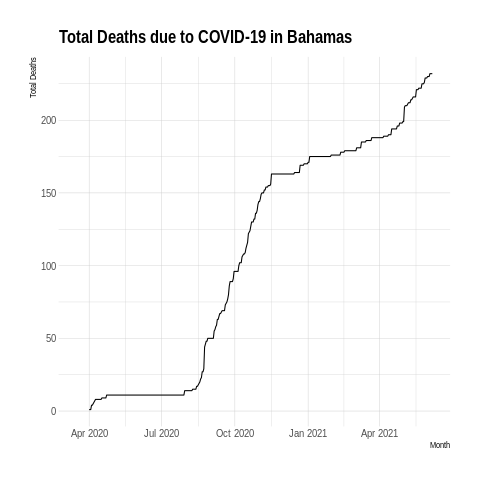 Total Deaths due to COVID-19 in Bahamas
Total Deaths
200
150
100
50
0
Apr 2020 Jul 2020 Oct 2020 Jan 2021 Apr 2021
Month